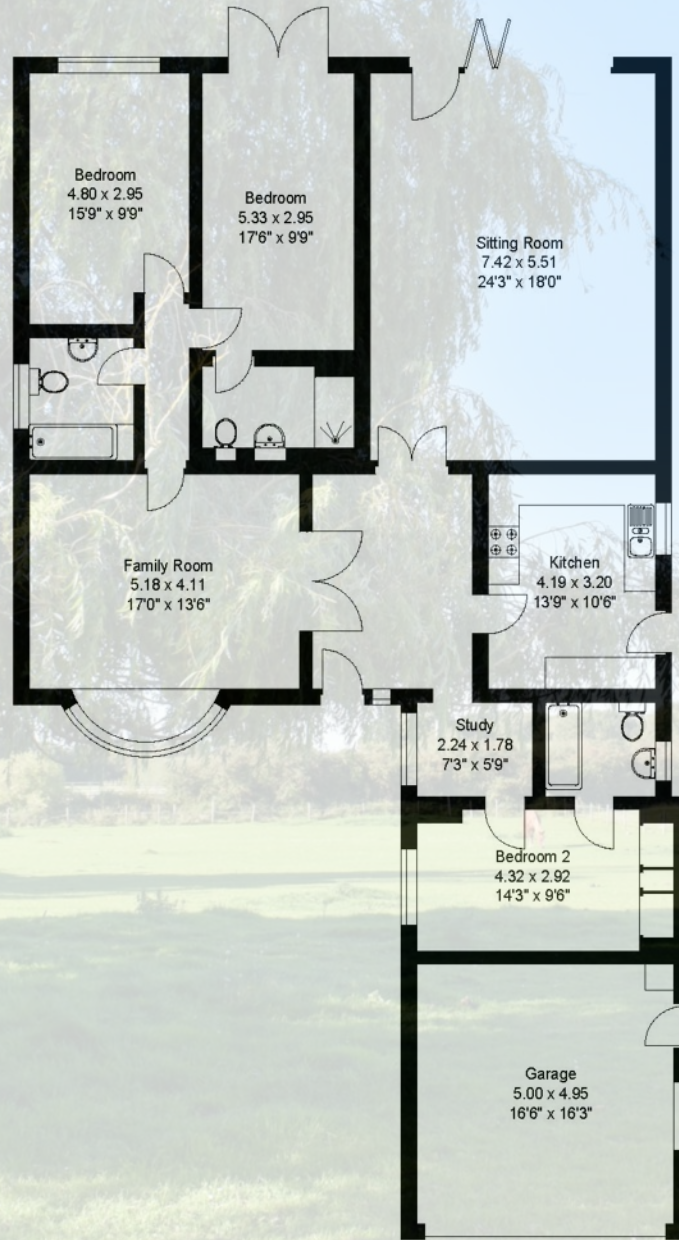 Bedroom
4.80 x 2.95
15'9" x 9'9"
Bedroom
5.33 x 2.95
17'6" x 9'9"
Sitting Room
7.42 x 5.51
24'3" x 18'0"
Family Room
5.18 x 4.11
17'0" x 13'6"
Kitchen
4.19 x 3.20
13'9" x 10'6"
Study
2.24 x 1.78
7'3" x 5'9"
Bedroom 2
4.32 x 2.92
14'3" x 9'6"
Garage
5.00 x 4.95
16'6" x 16'3"